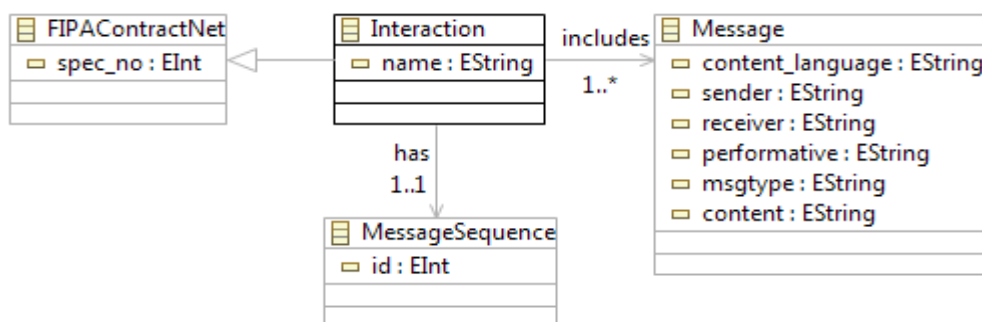 FIPAContractNet
spec_no : EInt
Interaction
name : EString
includes
1..*
Message
content_language : EString
sender : EString
receiver : EString
performative : EString
msgtype : EString
content : EString
has
1..1
MessageSequence
id : EInt